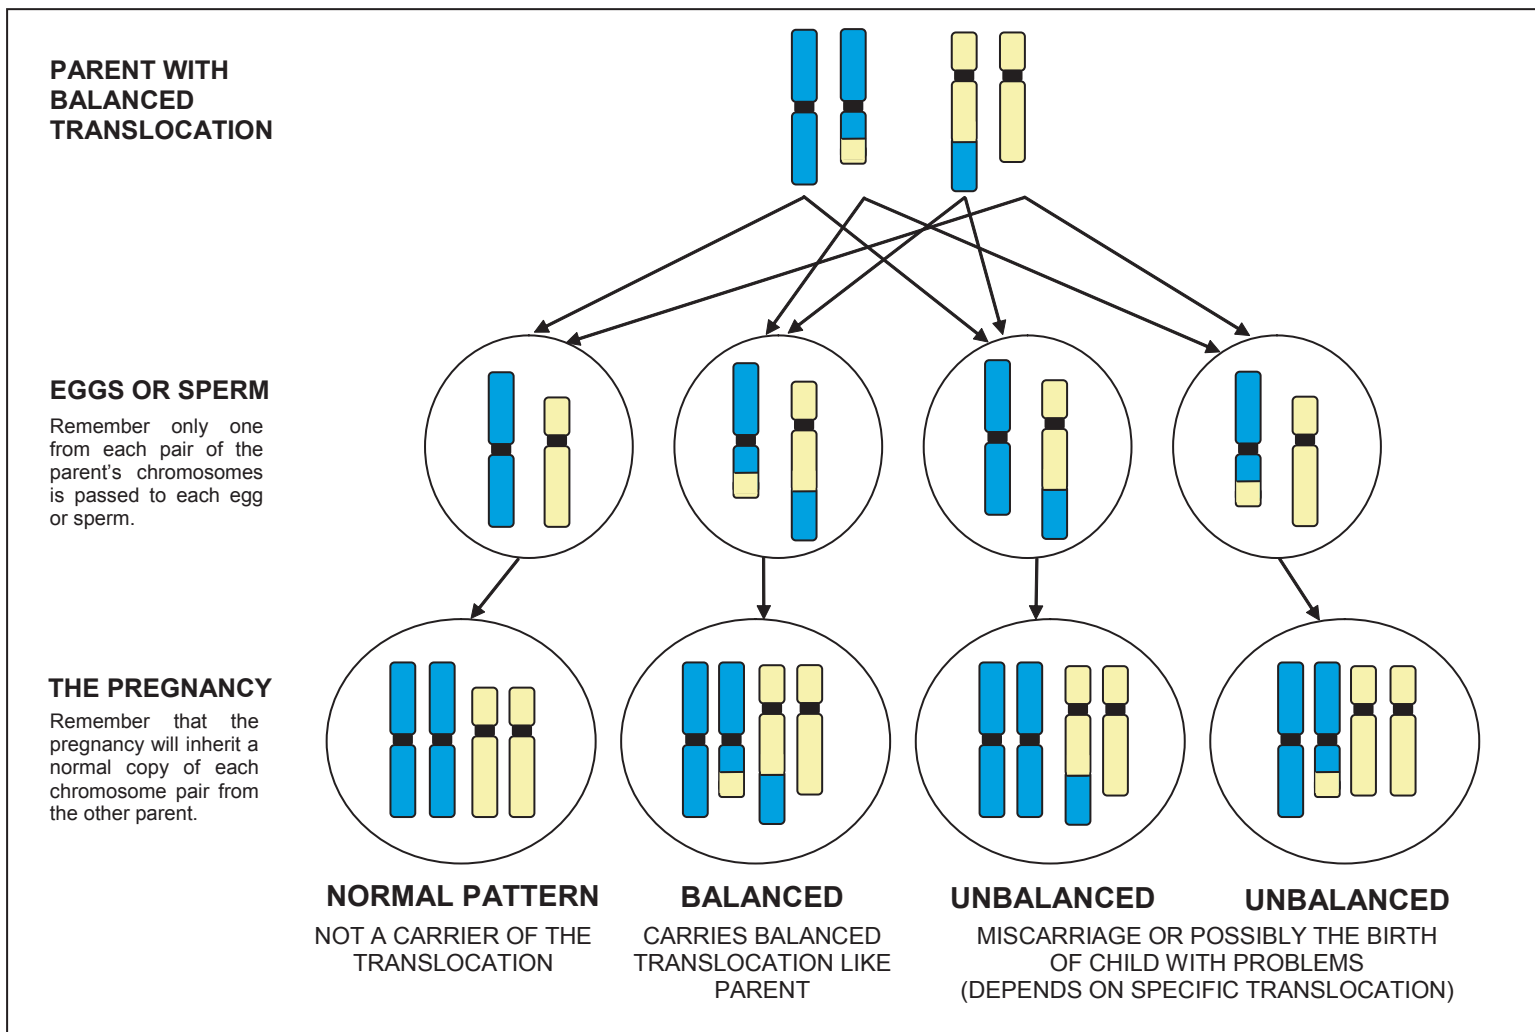 PARENT WITH
BALANCED
TRANSLOCATION
EGGS OR SPERM
Remember only one
from each pair of the
parent's chromosomes
is passed to each egg
or sperm.
THE PREGNANCY
Remember that the
pregnancy will inherit a
normal copy of each
chromosome pair from
the other parent.
NORMAL PATTERN
NOT A CARRIER OF THE
TRANSLOCATION
BALANCED
CARRIES BALANCED
TRANSLOCATION LIKE
PARENT
UNBALANCED
UNBALANCED
MISCARRIAGE OR POSSIBLY THE BIRTH
OF CHILD WITH PROBLEMS
(DEPENDS ON SPECIFIC TRANSLOCATION)